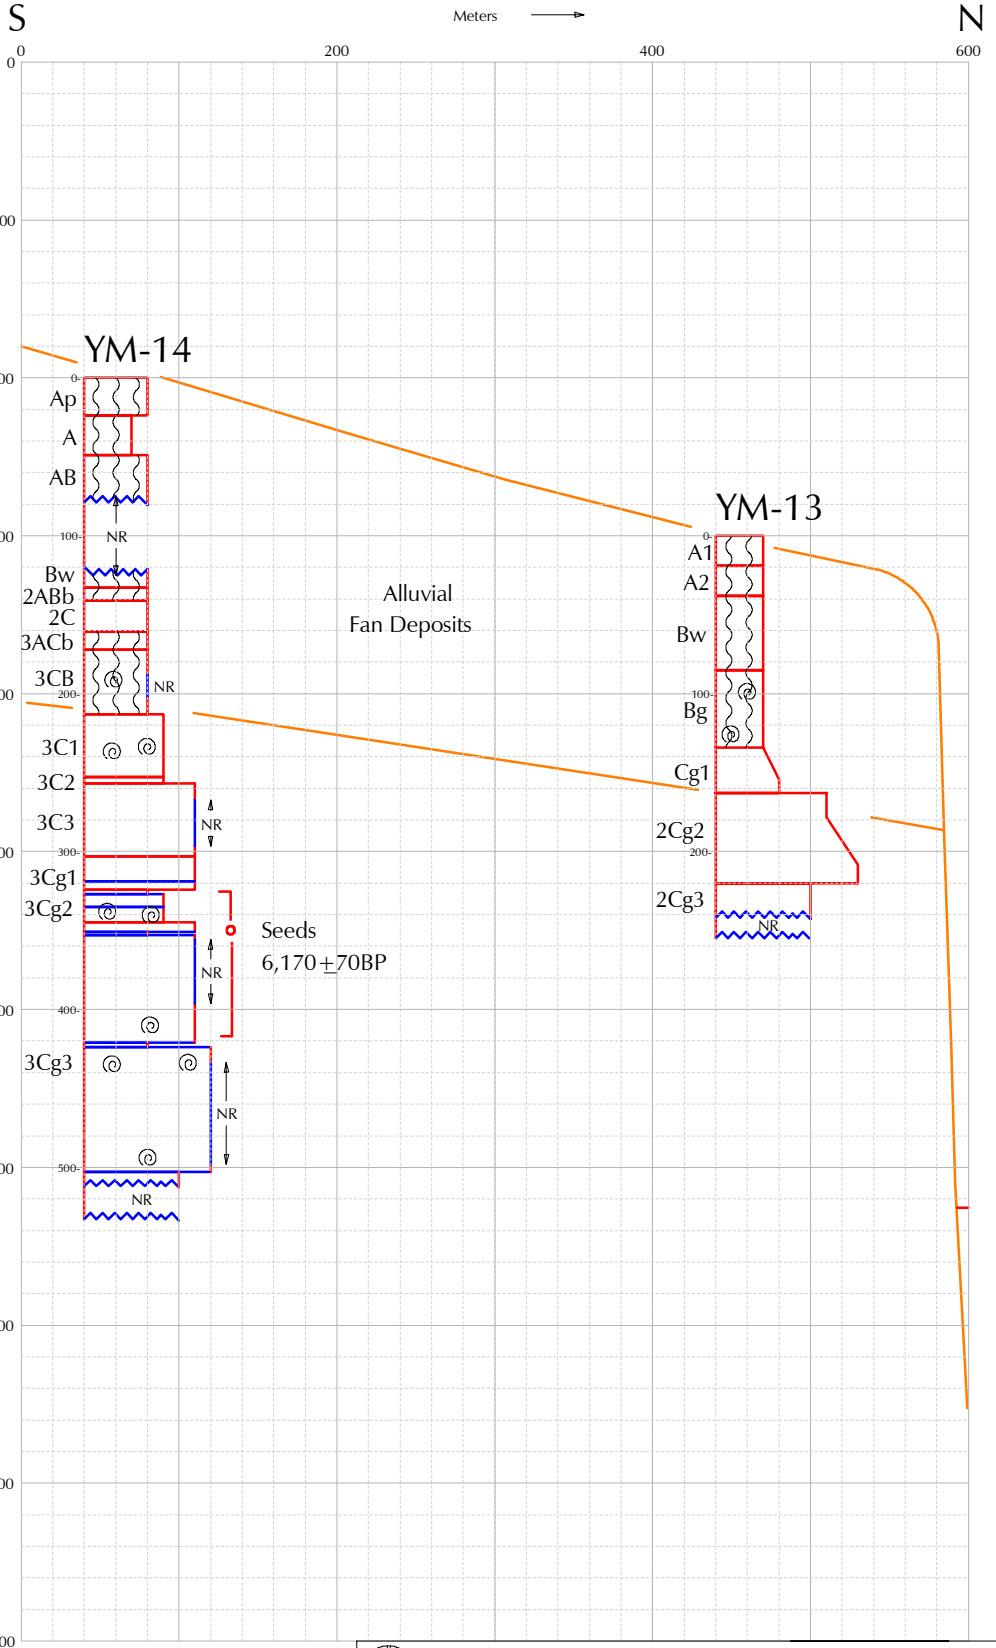 S
Meters
N
0
200
400
600
0
00
00
YM-14
0-
Ap
A
AB
00
100-
NR
YM-13
0-
A1
A2
Bw
2ABb
2C
3ACb
3CB
NR
Alluvial
Fan Deposits
Bw
00
200-
100-
Bg
3C1
3C2
3C3
NR
Cg1
2Cg2
00
300-
200-
3Cg1
3Cg2
2Cg3
NR
Seeds
6,170±70BP
NR
00
400-
3Cg3
NR
00
500-
NR
00
00
00